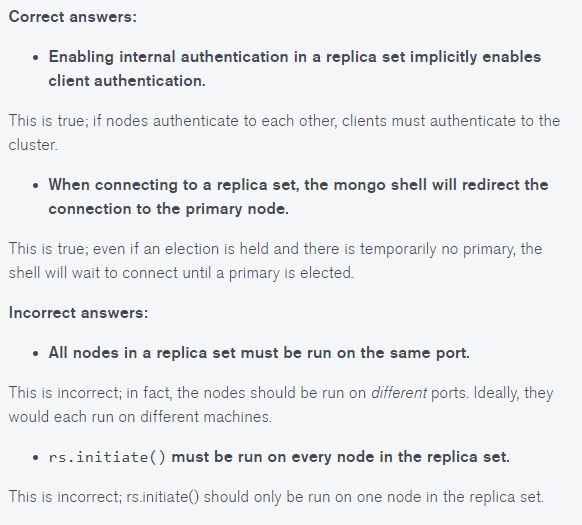 Correct answers:
• Enabling internal authentication in a replica set implicitly enables
client authentication.
This is true; if nodes authenticate to each other, clients must authenticate to the
cluster.
• When connecting to a replica set, the mongo shell will redirect the
connection to the primary node.
This is true; even if an election is held and there is temporarily no primary, the
shell will wait to connect until a primary is elected.
Incorrect answers:
• All nodes in a replica set must be run on the same port.
This is incorrect; in fact, the nodes should be run on different ports. Ideally, they
would each run on different machines.
• rs.initiate() must be run on every node in the replica set.
This is incorrect; rs.initiate() should only be run on one node in the replica set.